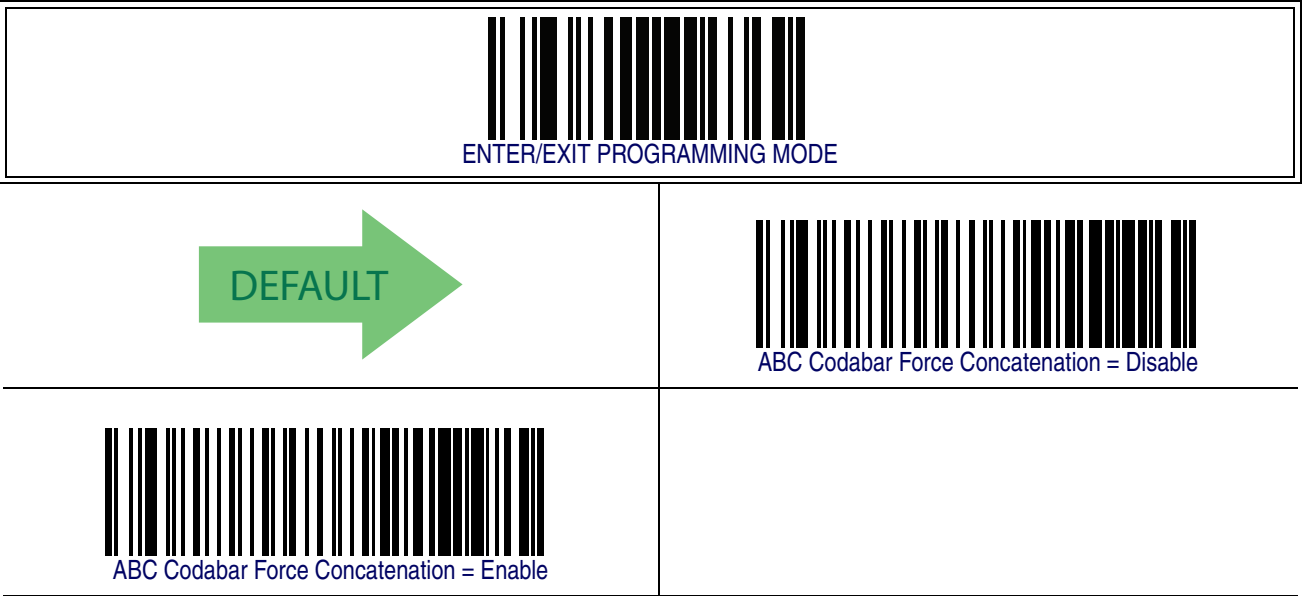 ENTER/EXIT PROGRAMMING MODE
DEFAULT
ABC Codabar Force Concatenation = Disable
ABC Codabar Force Concatenation = Enable